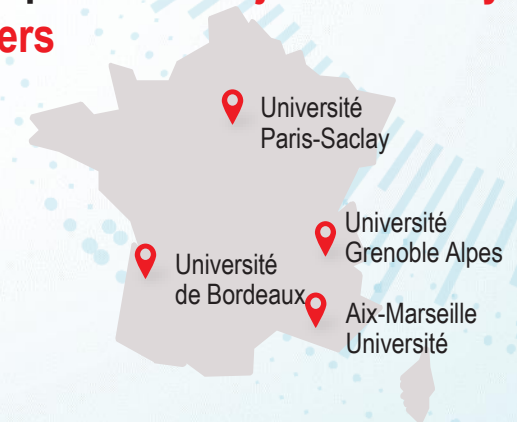 ers
Université
Paris-Saclay
Université
Grenoble Alpes
Université
de Bordeaux
Aix-Marseille
Université